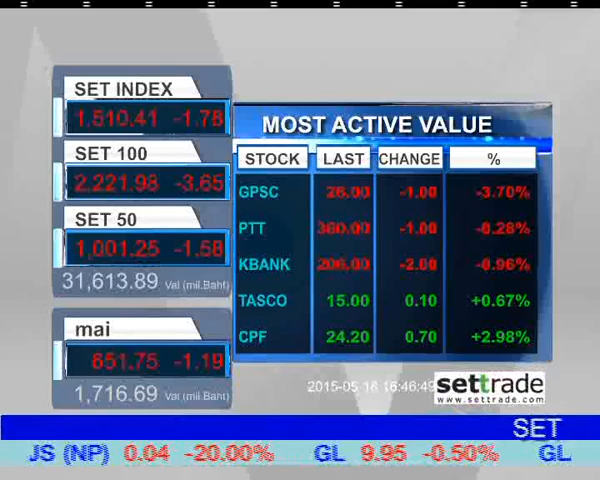 SET INDEX
1,510.41 -1.78
SET 100
2,221.98 -3.65
SET 50
1,001.25 -1.58
31,613.89 Val (mil.Baht)
mai
651.75 -1.19
1,716.69 Val (mil.Baht)
MOST ACTIVE VALUE
STOCK LAST CHANGE %
GPSC 26.00 -1.00 -3.70%
PTT 360.00 -1.00 -0.28%
KBANK 206.00 -2.00 -0.96%
TASCO 15.00 0.10 +0.67%
CPF 24.20 0.70 +2.98%
16:46:49
settrade
www.settrade.com
SET
JS (NP) 0.04 -20.00% GL 9.95 -0.50% GL